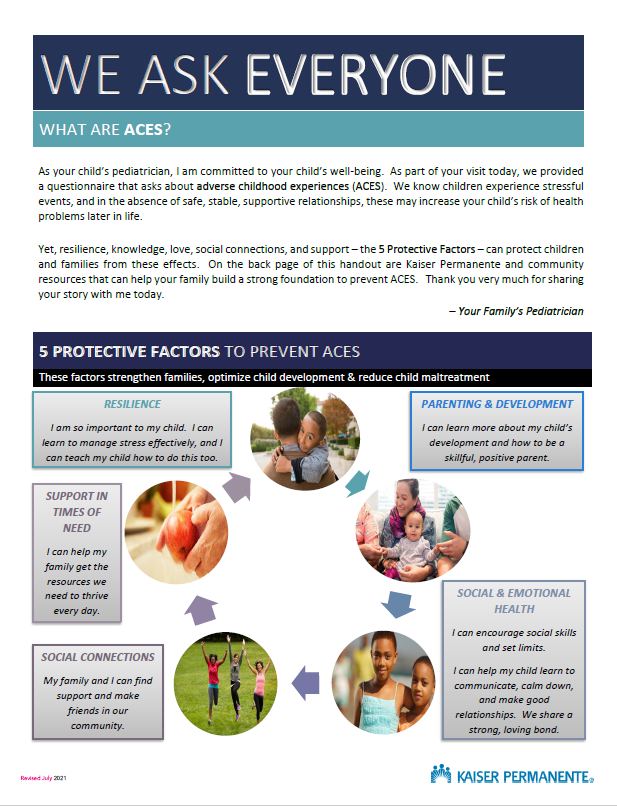 WE ASK EVERYONE
WHAT ARE ACES?
As your child's pediatrician, I am committed to your child's well-being.  As part of your visit today, we provided
a questionnaire that asks about adverse childhood experiences (ACES).  We know children experience stressful
events, and in the absence of safe, stable, supportive relationships, these may increase your child's risk of health
problems later in life.
Yet, resilience, knowledge, love, social connections, and support – the 5 Protective Factors – can protect children
and families from these effects.  On the back page of this handout are Kaiser Permanente and community
resources that can help your family build a strong foundation to prevent ACES.  Thank you very much for sharing
your story with me today.
– Your Family's Pediatrician
5 PROTECTIVE FACTORS TO PREVENT ACES
These factors strengthen families, optimize child development & reduce child maltreatment
RESILIENCE
I am so important to my child.  I can
learn to manage stress effectively, and I
can teach my child how to do this too.
PARENTING & DEVELOPMENT
I can learn more about my child's
development and how to be a
skillful, positive parent.
SUPPORT IN
TIMES OF
NEED
I can help my
family get the
resources we
need to thrive
every day.
SOCIAL & EMOTIONAL
HEALTH
I can encourage social skills
and set limits.
I can help my child learn to
communicate, calm down,
and make good
relationships.  We share a
strong, loving bond.
SOCIAL CONNECTIONS
My family and I can find
support and make
friends in our
community.
Revised July 2021
KAISER PERMANENTE®